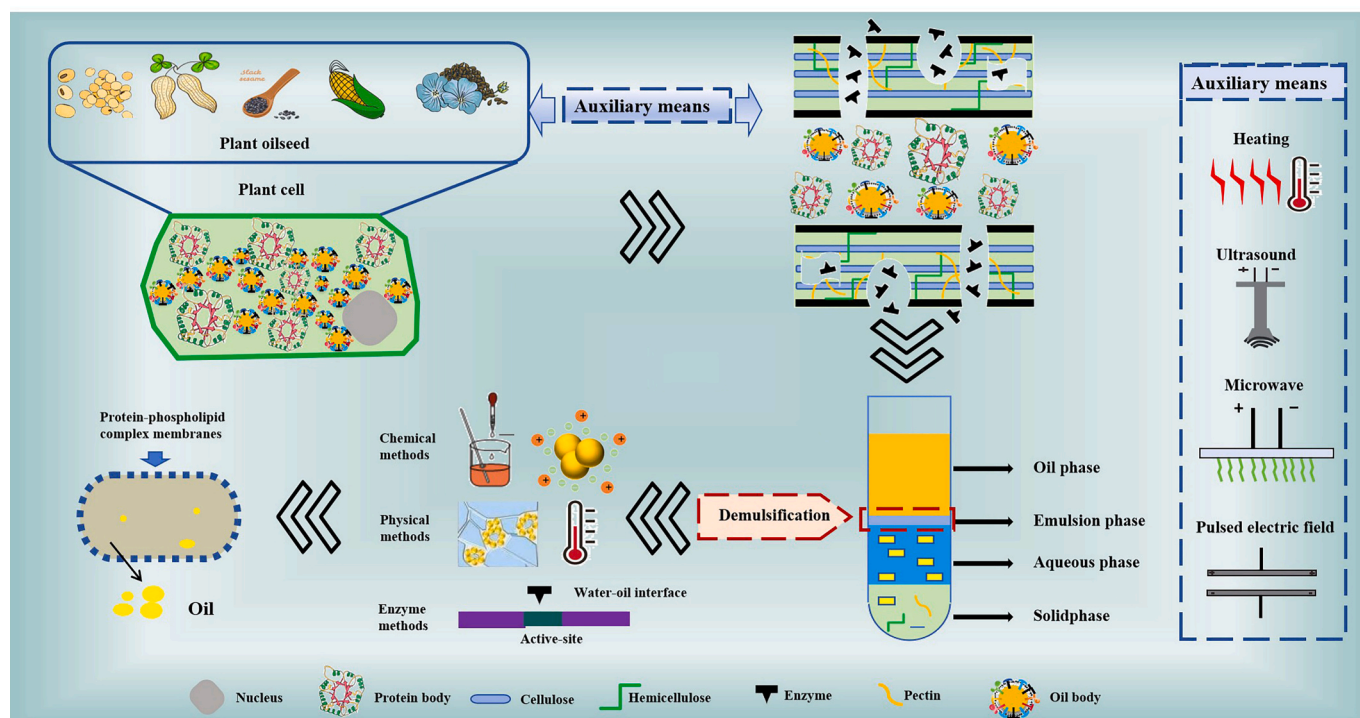 black
sesame
Plant oilseed
Auxiliary means
Plant cell
Auxiliary means
Heating
Ultrasound
+ −
Microwave
+ −
Pulsed electric field
Protein-phospholipid
complex membranes
Oil
Chemical
methods
Physical
methods
Enzyme
methods
Water-oil interface
Active-site
Demulsification
Oil phase
Emulsion phase
Aqueous phase
Solidphase
Nucleus
Protein body
Cellulose
Hemicellulose
Enzyme
Pectin
Oil body